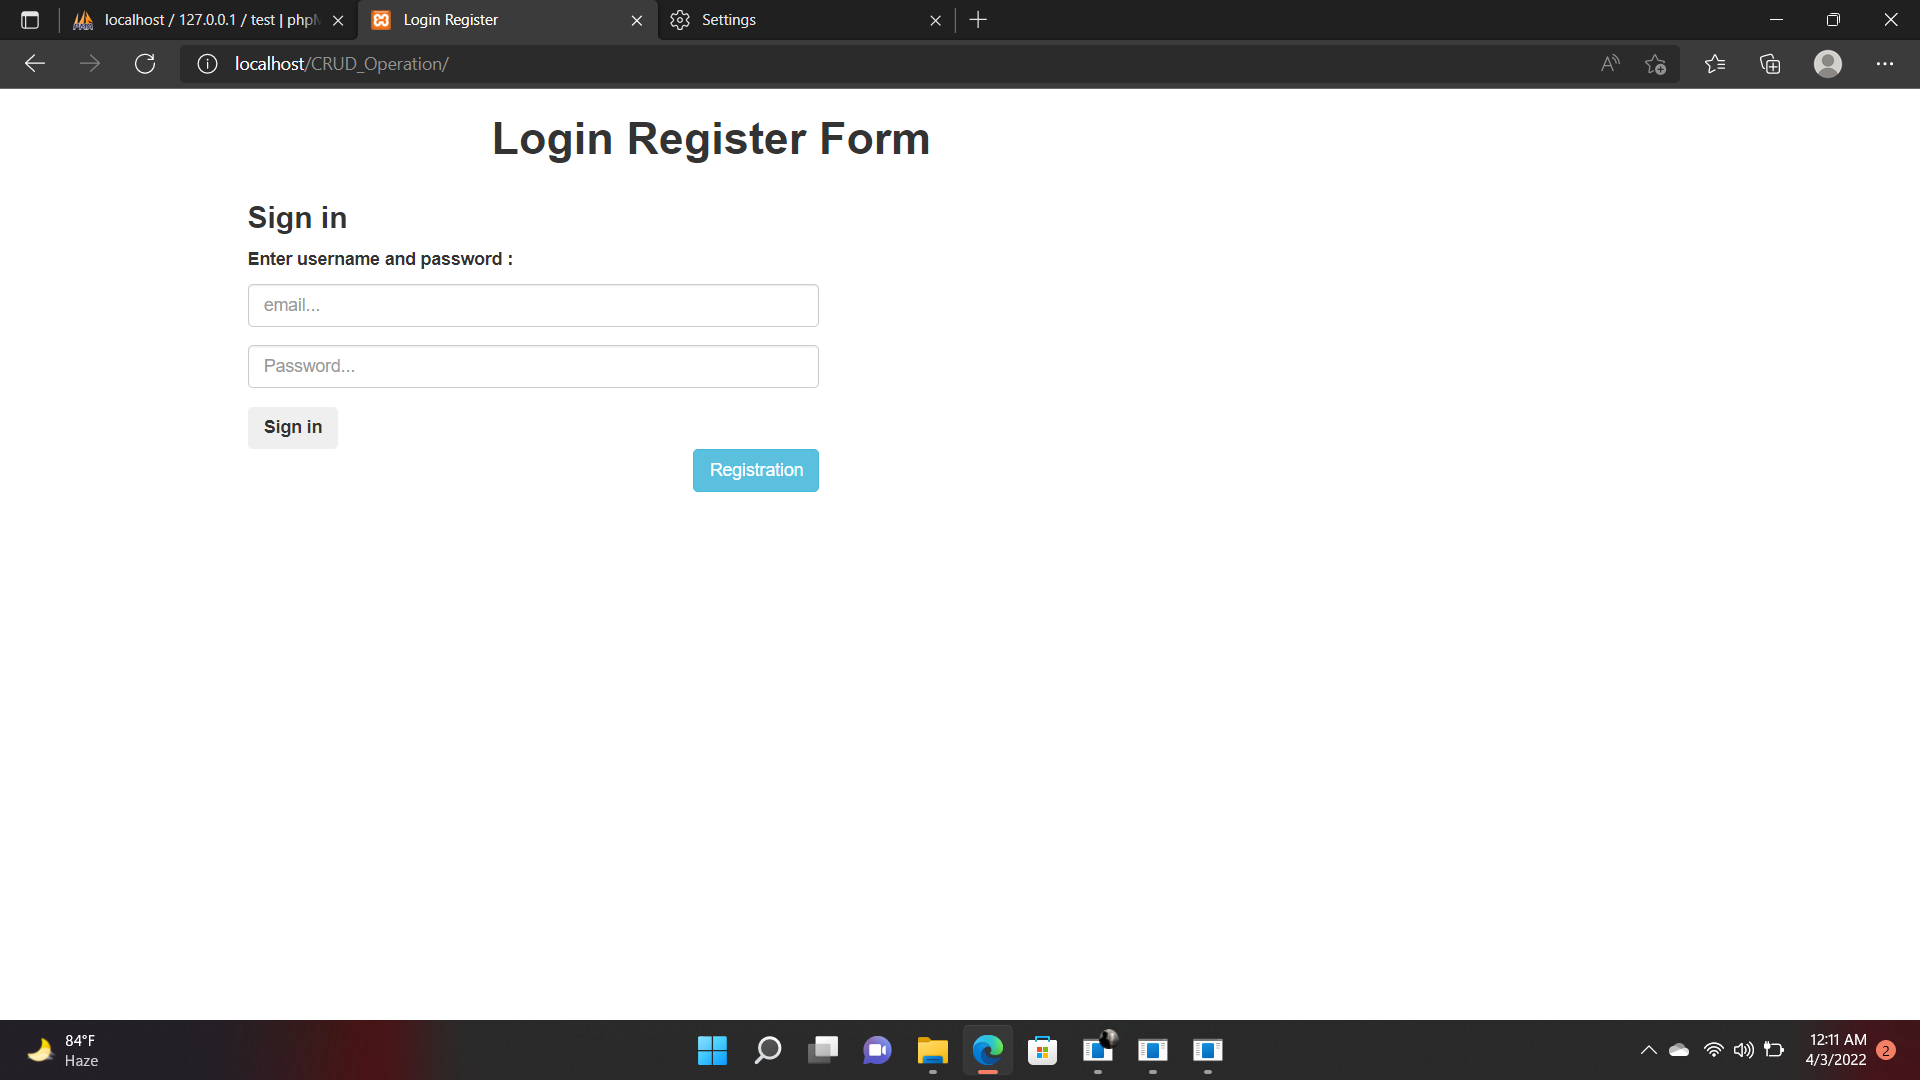 localhost / 127.0.0.1 / test | php
Login Register
Settings
localhost/CRUD_Operation/
Login Register Form
Sign in
Enter username and password :
email...
Password...
Sign in
Registration
84°F
Haze
12:11 AM
4/3/2022
2